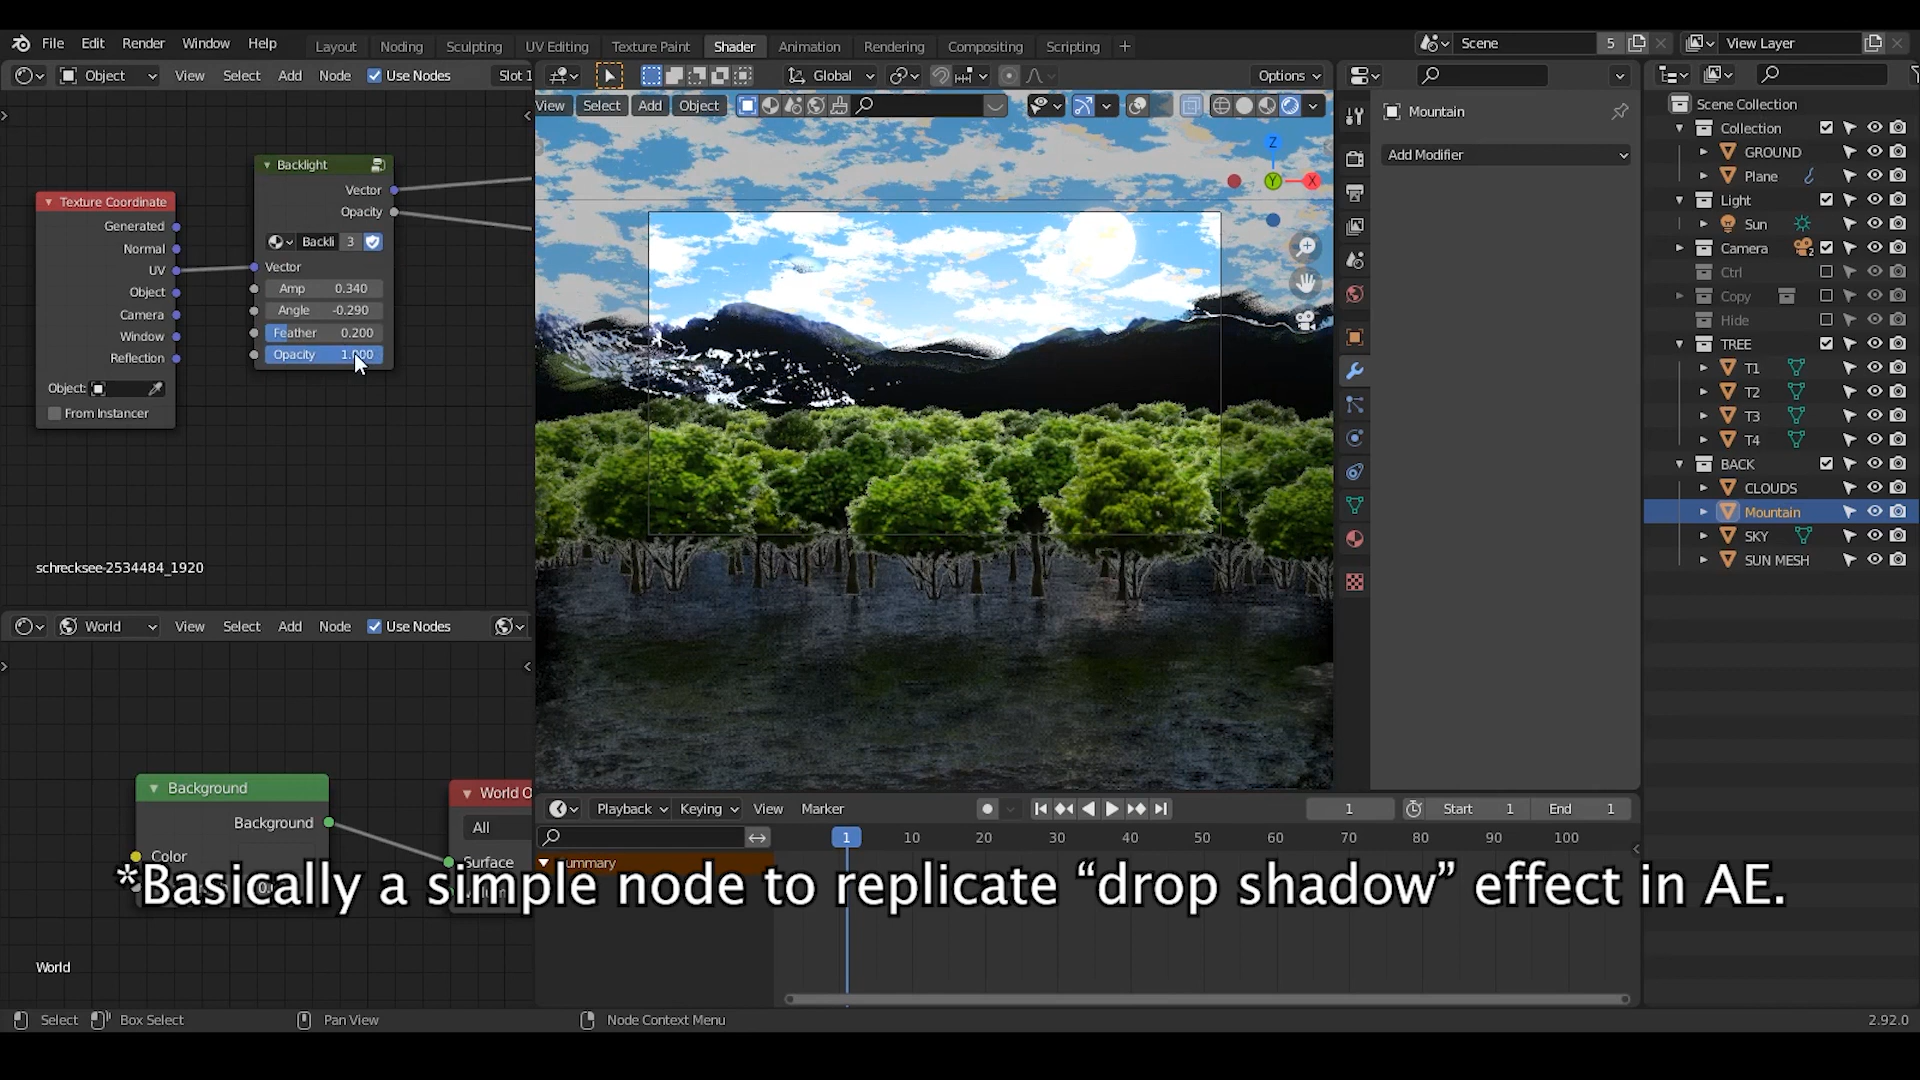 File Edit Render Window Help Layout Noding Sculpting UV Editing Texture Paint Shader Animation Rendering Compositing Scripting + Scene 5 View Layer
Object View Select Add Node Use Nodes Slot 1 Global Options
View Select Add Object
Backlight
Vector
Opacity
Backli 3
Vector
Amp 0.340
Angle -0.290
Feather 0.200
Opacity 1.000
Texture Coordinate
Generated
Normal
UV
Object
Camera
Window
Reflection
Object:
From Instancer
schrecksee-2534484_1920
Z
Y
X
Mountain
Add Modifier
Scene Collection
Collection
GROUND
Plane
Light
Sun
Camera 2
Ctrl
Copy
Hide
TREE
T1
T2
T3
T4
BACK
CLOUDS
Mountain
SKY
SUN MESH
World View Select Add Node Use Nodes
Background
Background
Color
World O
All
Surface
World
Playback Keying View Marker 1 Start 1 End 1
1 10 20 30 40 50 60 70 80 90 100
ummary
*Basically a simple node to replicate “drop shadow” effect in AE.
Select Box Select Pan View Node Context Menu 2.92.0